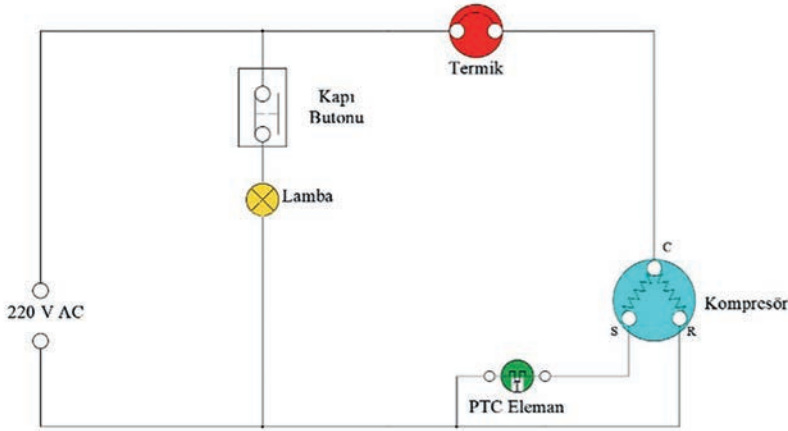 Termik
Kapı
Butonu
Lamba
C
220 V AC
Kompresör
S
R
PTC Eleman